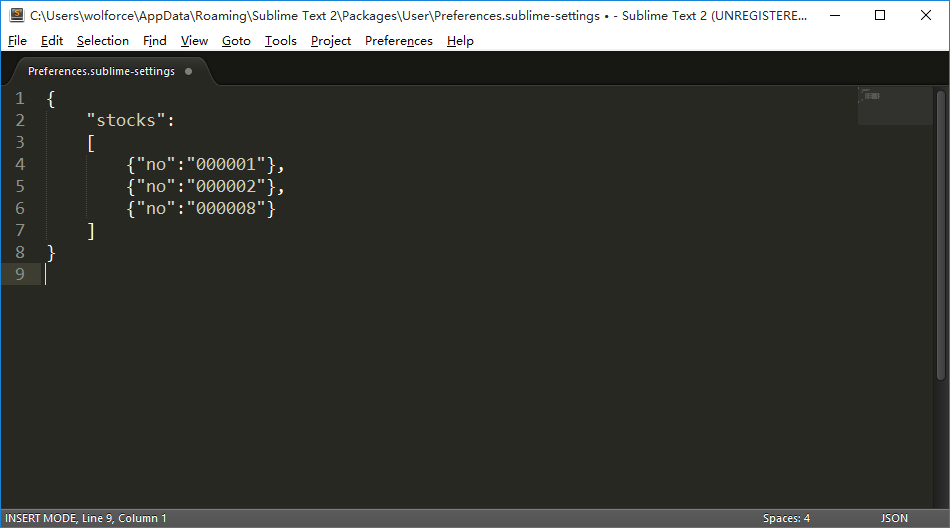 C:\Users\wolforce\AppData\Roaming\Sublime Text 2\Packages\User\Preferences.sublime-settings • - Sublime Text 2 (UNREGISTERE...
File Edit Selection Find View Goto Tools Project Preferences Help
Preferences.sublime-settings
1 {
2     "stocks":
3     [
4         {"no":"000001"},
5         {"no":"000002"},
6         {"no":"000008"}
7     ]
8 }
9
INSERT MODE, Line 9, Column 1 Spaces: 4 JSON